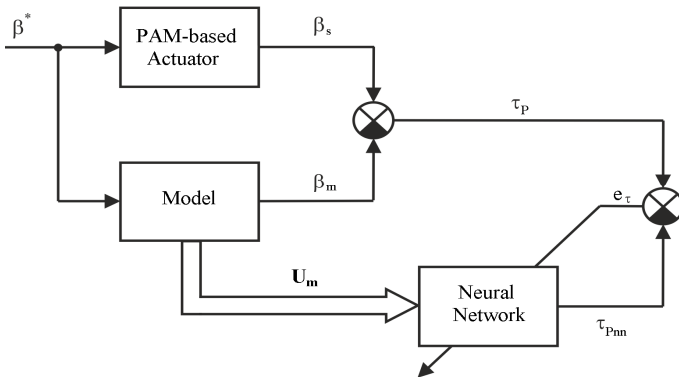 β*
PAM-based
Actuator
βs
τP
Model
βm
eτ
Um
Neural
Network
τPnn